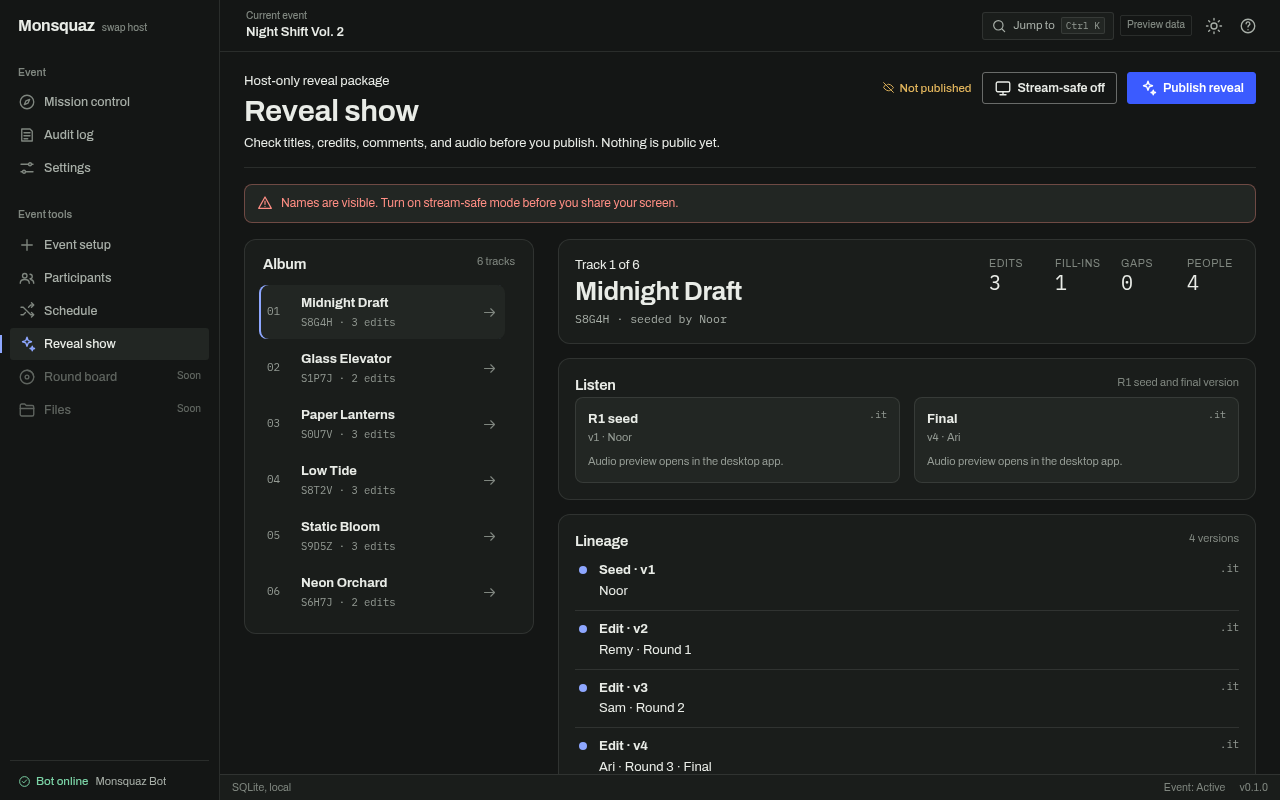 Monsquaz swap host
Event
Mission control
Audit log
Settings
Event tools
Event setup
Participants
Schedule
Reveal show
Round board Soon
Files Soon
Bot online Monsquaz Bot
Current event
Night Shift Vol. 2
Jump to Ctrl K
Preview data
Host-only reveal package
Reveal show
Check titles, credits, comments, and audio before you publish. Nothing is public yet.
Not published
Stream-safe off
Publish reveal
Names are visible. Turn on stream-safe mode before you share your screen.
Album 6 tracks
01 Midnight Draft
S8G4H · 3 edits
02 Glass Elevator
S1P7J · 2 edits
03 Paper Lanterns
S0U7V · 3 edits
04 Low Tide
S8T2V · 3 edits
05 Static Bloom
S9D5Z · 3 edits
06 Neon Orchard
S6H7J · 2 edits
Track 1 of 6
Midnight Draft
S8G4H · seeded by Noor
EDITS FILL-INS GAPS PEOPLE
3 1 0 4
Listen R1 seed and final version
R1 seed .it
v1 · Noor
Audio preview opens in the desktop app.
Final .it
v4 · Ari
Audio preview opens in the desktop app.
Lineage 4 versions
Seed · v1 .it
Noor
Edit · v2 .it
Remy · Round 1
Edit · v3 .it
Sam · Round 2
Edit · v4 .it
Ari · Round 3 · Final
SQLite, local
Event: Active v0.1.0